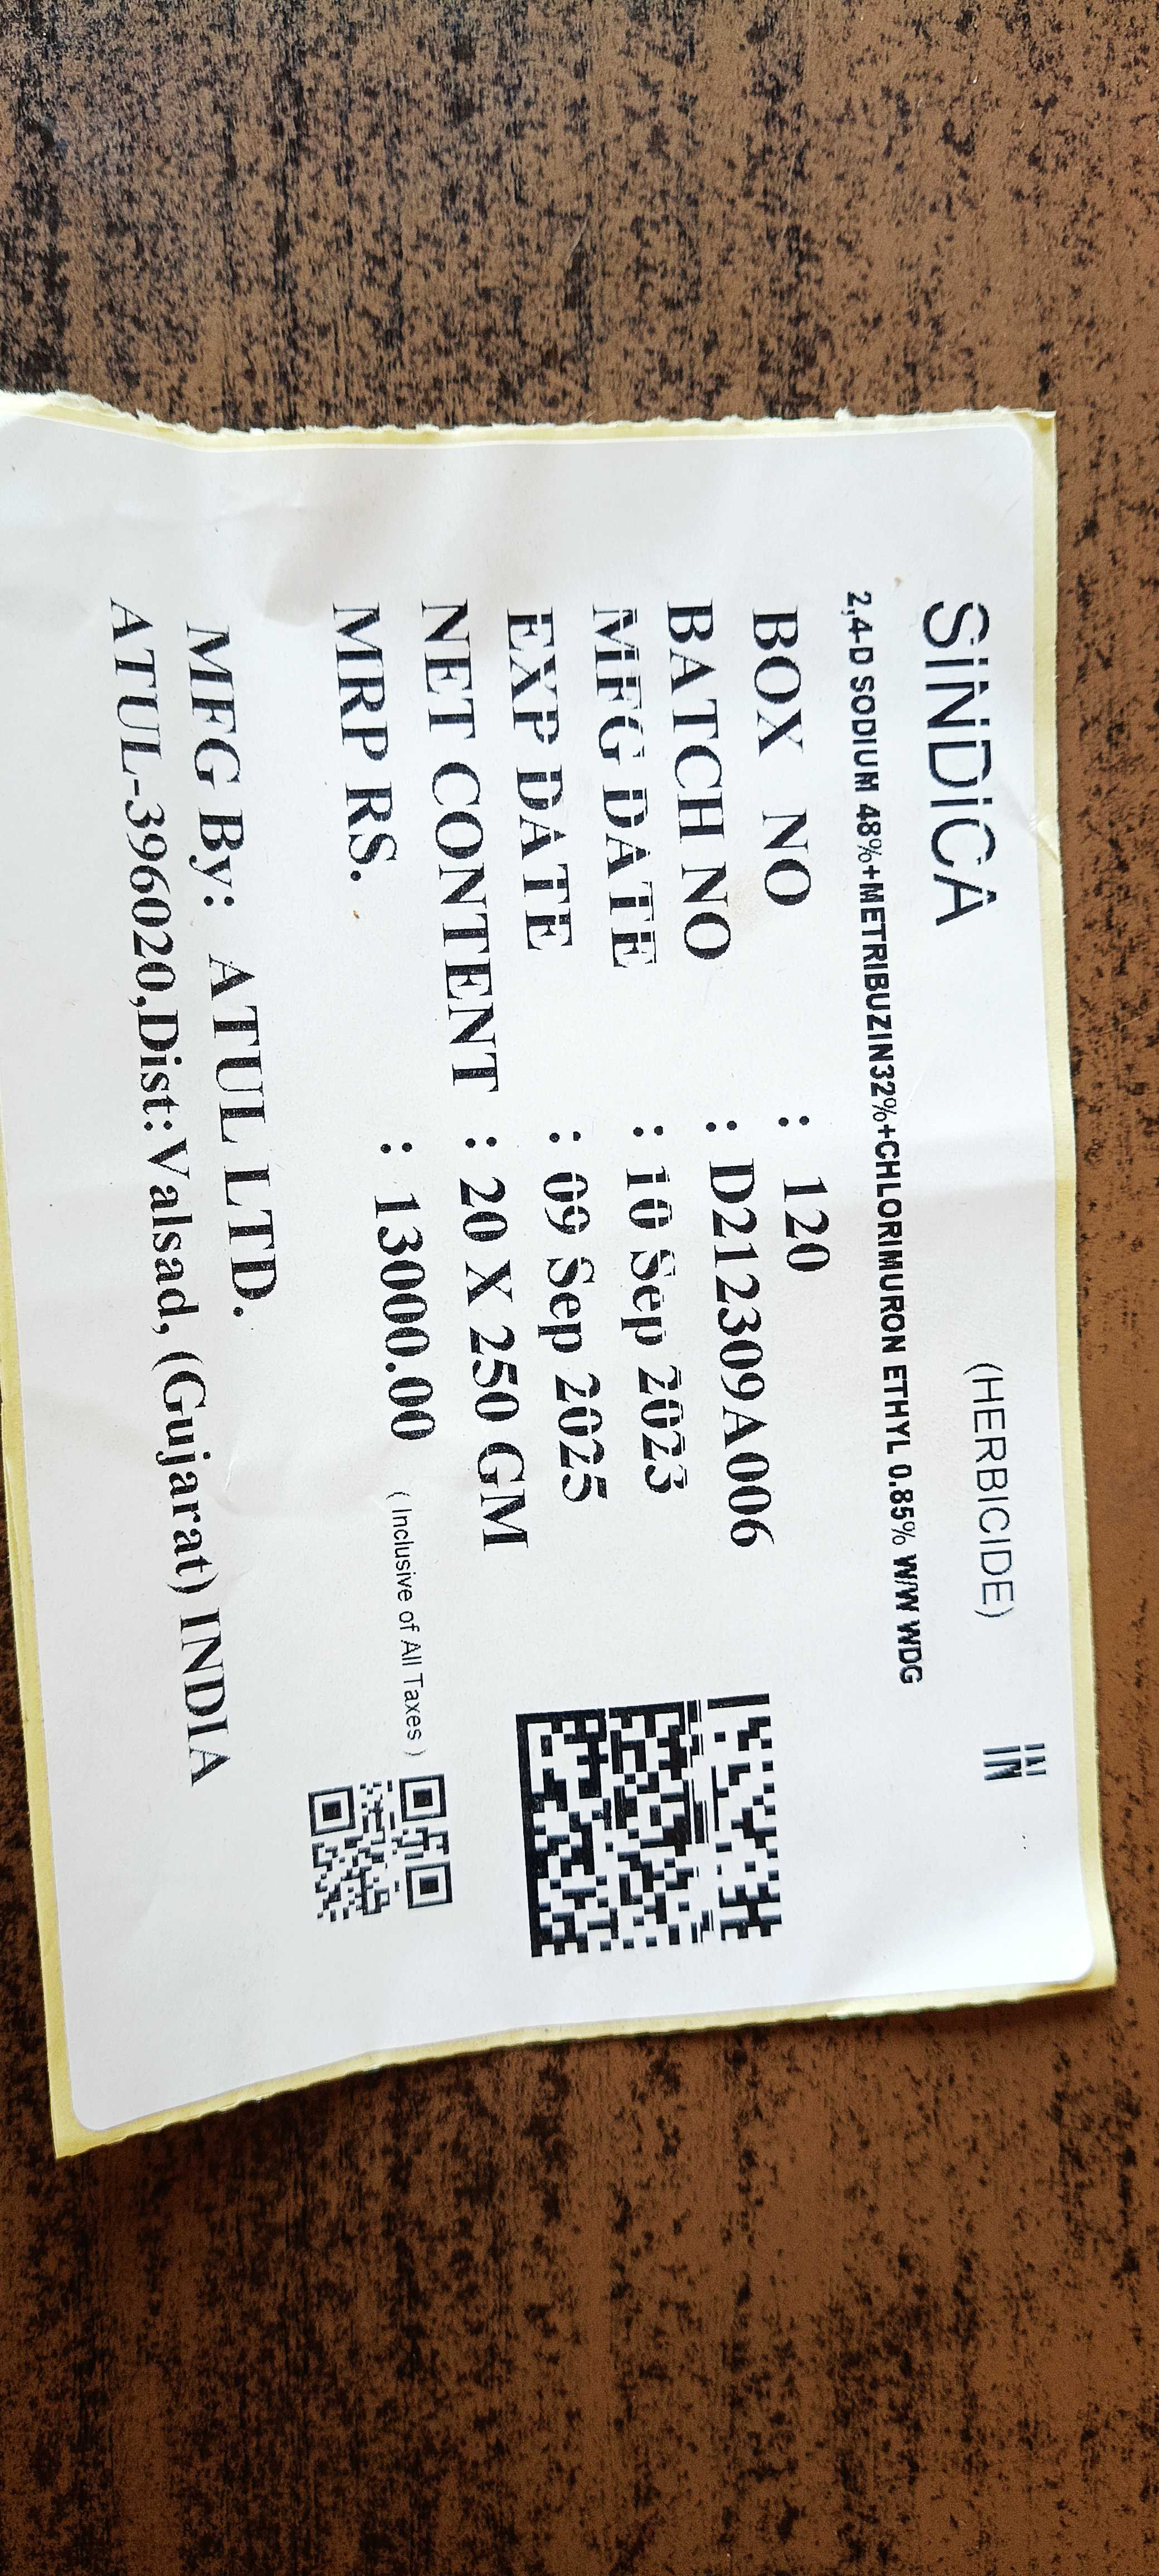 SiNDiCA (HERBICIDE) IN
2,4-D SODIUM 48%+METRIBUZIN32%+CHLORIMURON ETHYL 0.85% W/W WDG
BOX NO : 120
BATCH NO : D212309A006
MFG DATE : 10 Sep 2023
EXP DATE : 09 Sep 2025
NET CONTENT : 20 X 250 GM
MRP RS. : 13000.00 ( Inclusive of All Taxes )
MFG By: ATUL LTD.
ATUL-396020,Dist:Valsad, (Gujarat) INDIA